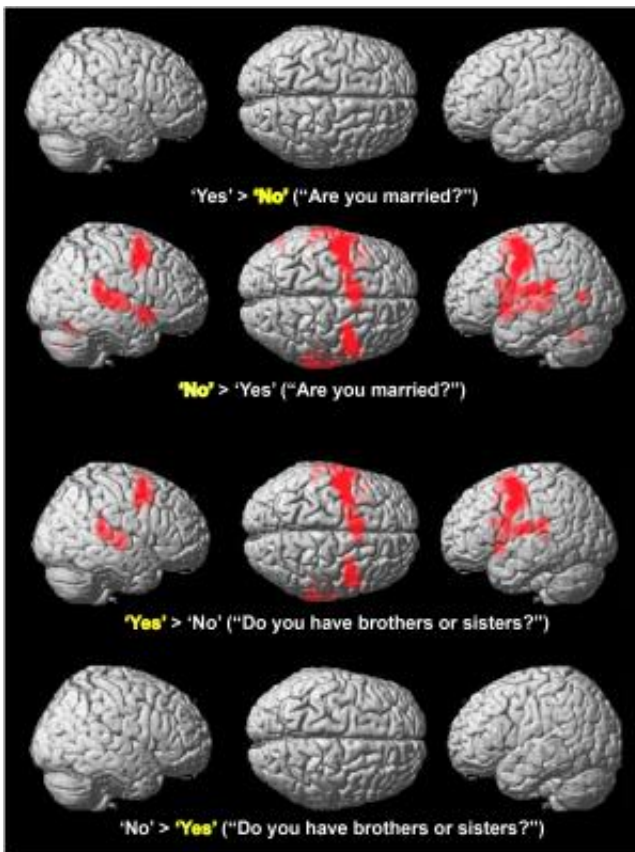 'Yes' > 'No' ("Are you married?")
'No' > 'Yes' ("Are you married?")
'Yes' > 'No' ("Do you have brothers or sisters?")
'No' > 'Yes' ("Do you have brothers or sisters?")